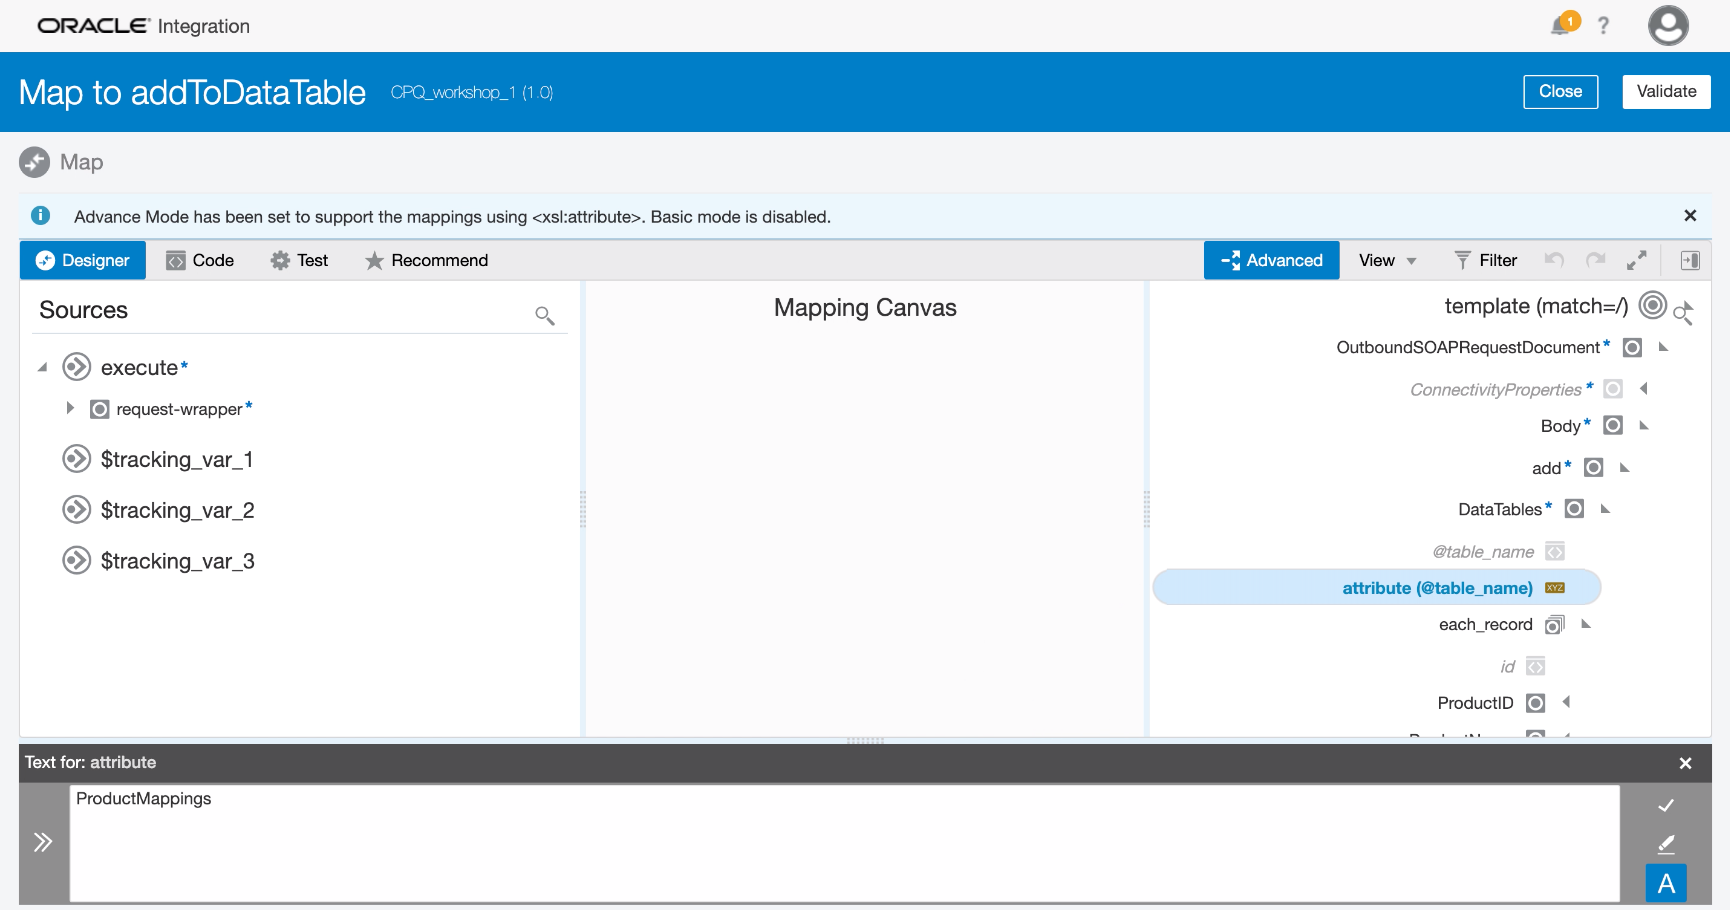 ORACLE Integration
1
?
Map to addToDataTable CPQ_workshop_1 (1.0)
Close
Validate
Map
Advance Mode has been set to support the mappings using <xsl:attribute>. Basic mode is disabled.
Designer
Code
Test
Recommend
Advanced
View
Filter
Sources
execute*
request-wrapper*
$tracking_var_1
$tracking_var_2
$tracking_var_3
Mapping Canvas
template (match=/)
OutboundSOAPRequestDocument*
ConnectivityProperties*
Body*
add*
DataTables*
@table_name
attribute (@table_name) XYZ
each_record
id
ProductID
Text for: attribute
ProductMappings
A